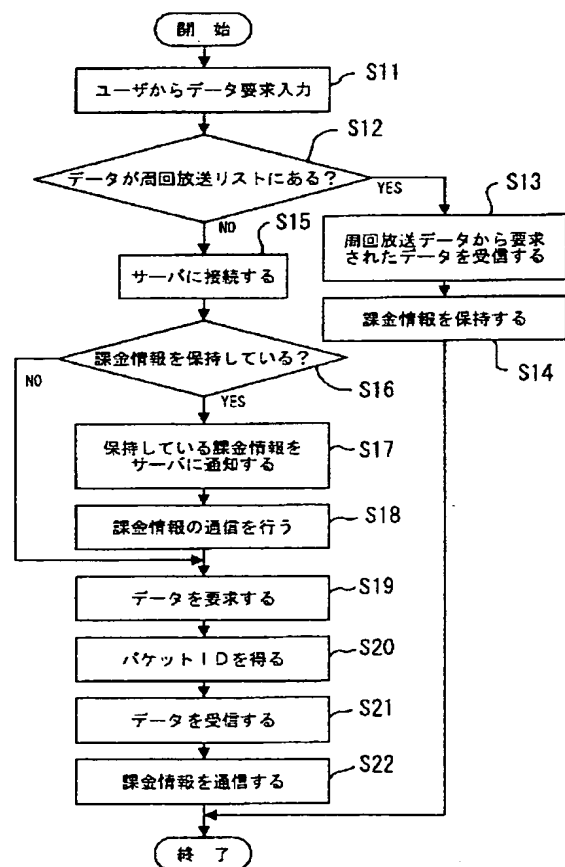 開始
S11
ユーザからデータ要求入力
S12
データが周回放送リストにある?
YES
NO
S13
周回放送データから要求
されたデータを受信する
S15
サーバに接続する
課金情報を保持する
S14
課金情報を保持している?
NO
S16
YES
保持している課金情報を
サーバに通知する
S17
課金情報の通信を行う
S18
データを要求する
S19
パケットIDを得る
S20
データを受信する
S21
課金情報を通信する
S22
終了